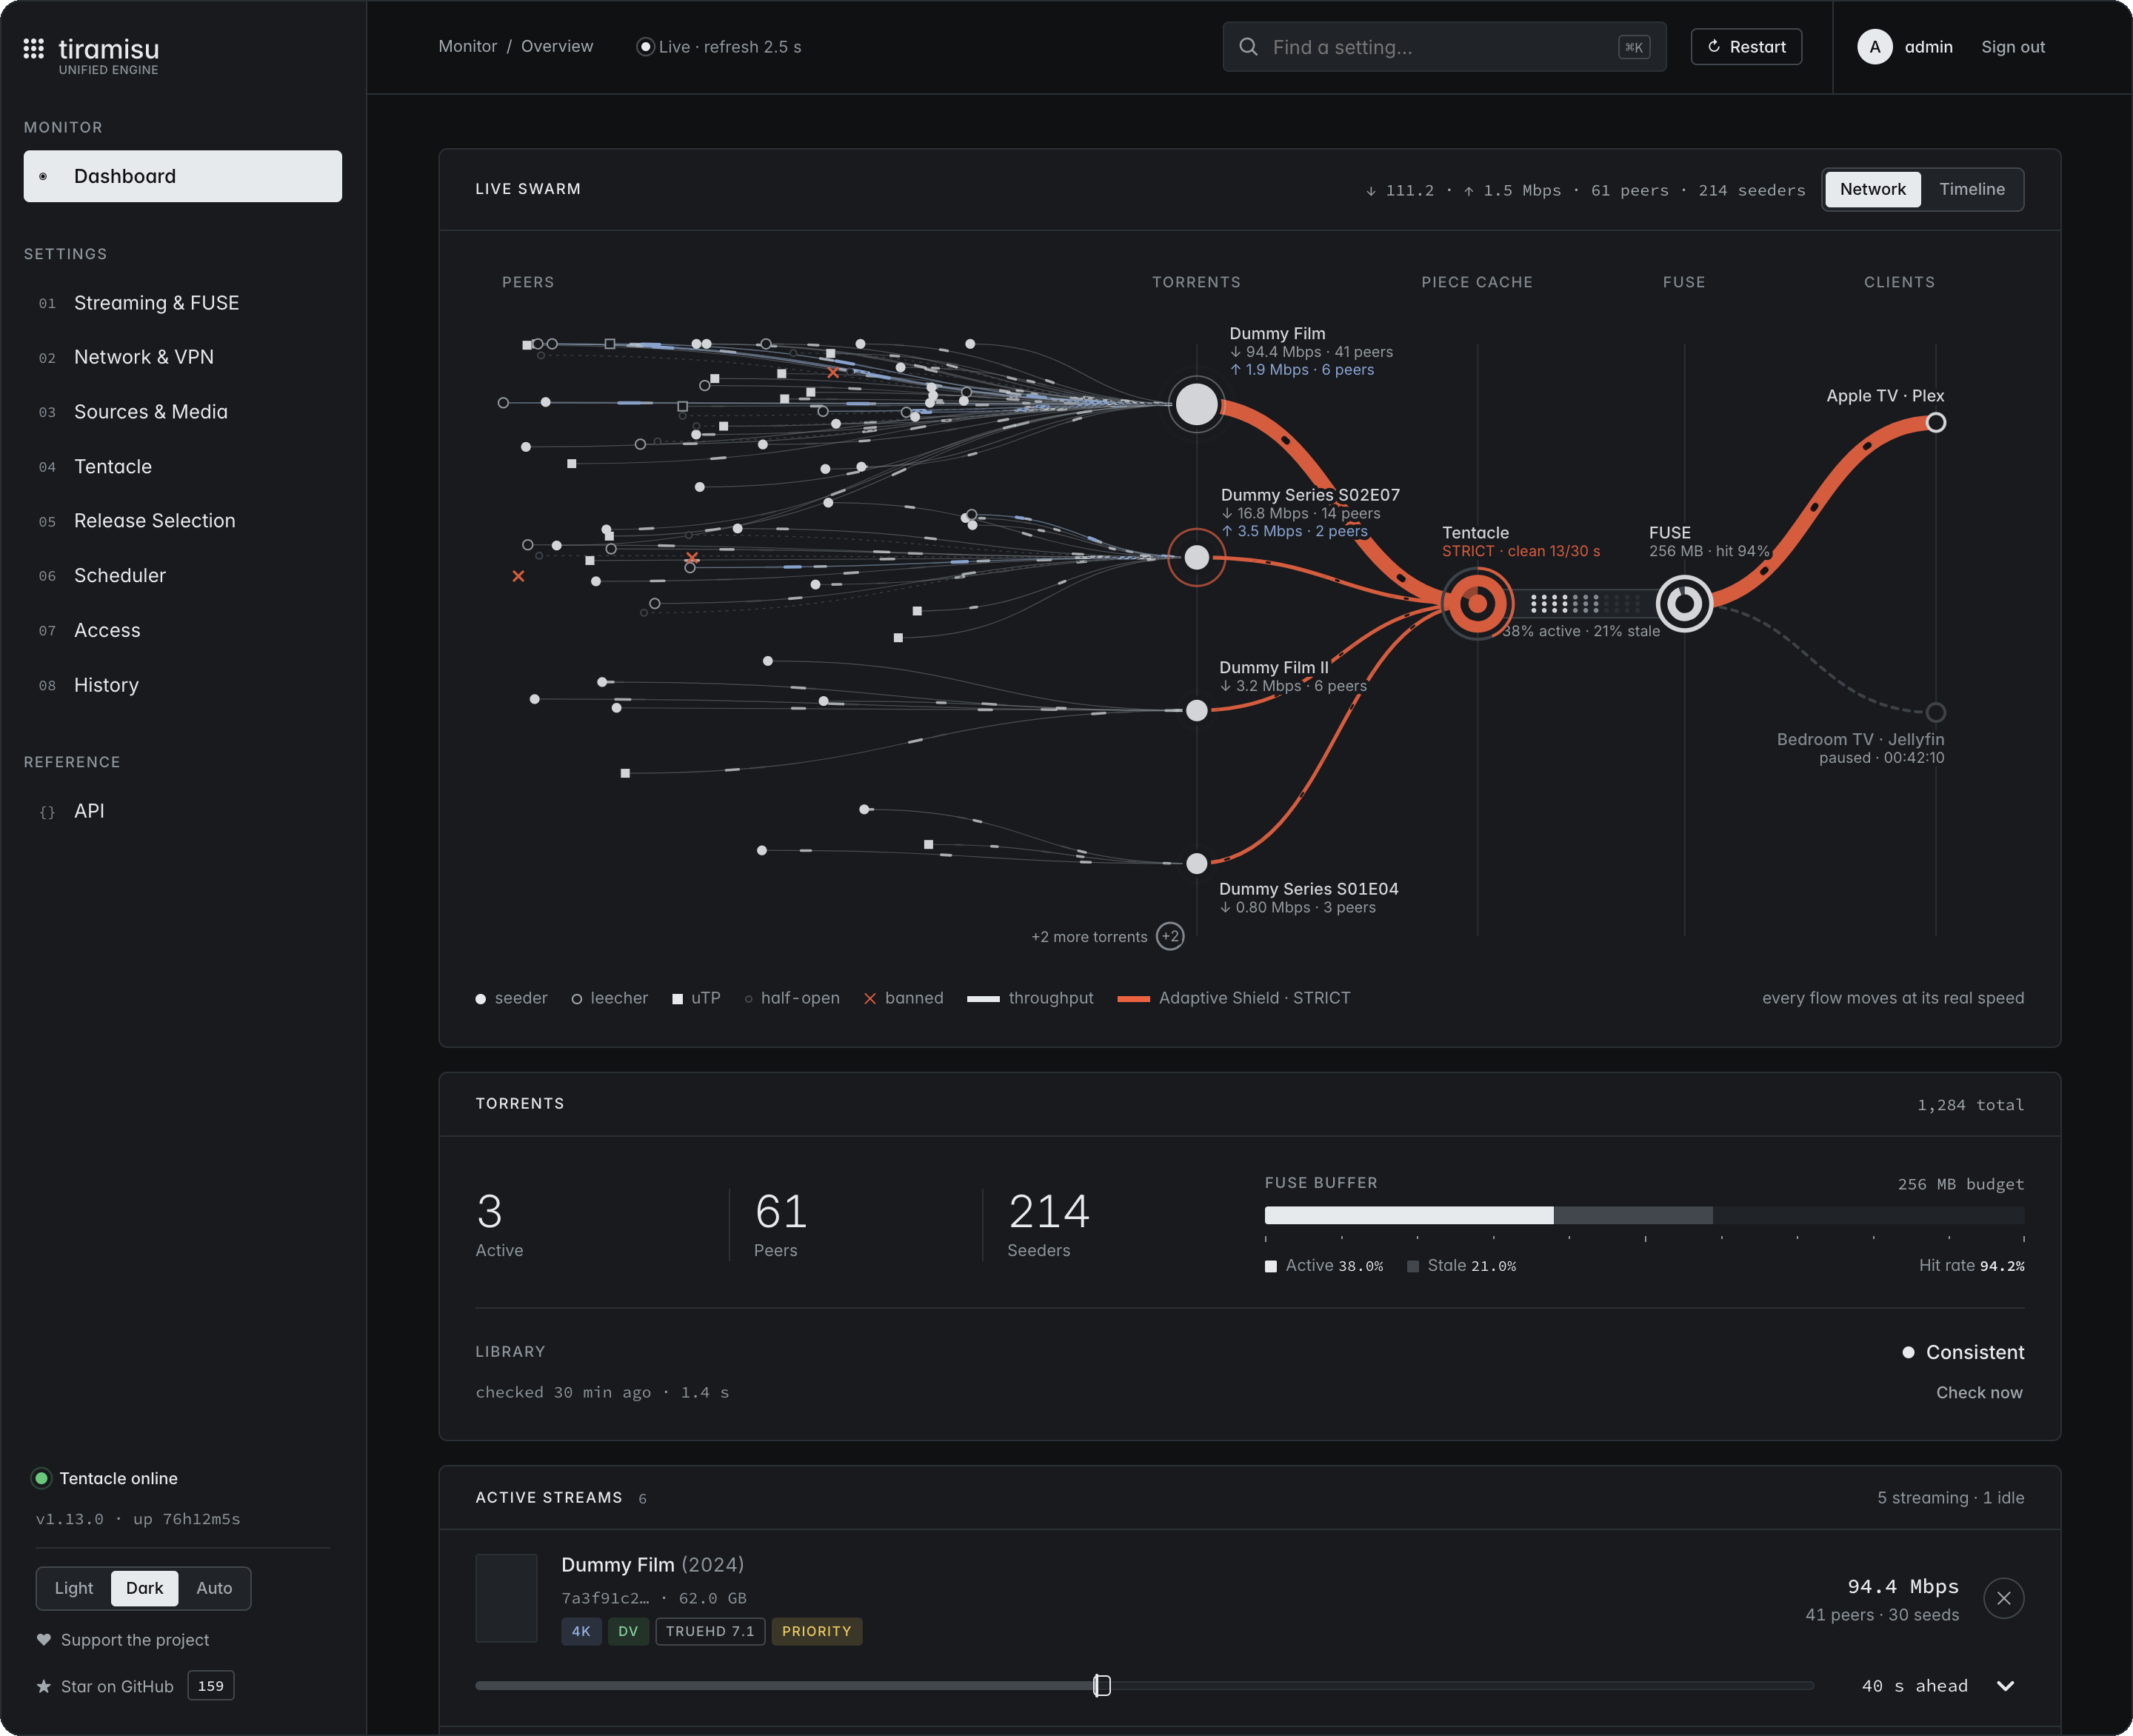 tiramisu
UNIFIED ENGINE
MONITOR
Dashboard
SETTINGS
01 Streaming & FUSE
02 Network & VPN
03 Sources & Media
04 Tentacle
05 Release Selection
06 Scheduler
07 Access
08 History
REFERENCE
{} API
Tentacle online
v1.13.0 · up 76h12m5s
Light Dark Auto
Support the project
Star on GitHub 159
Monitor / Overview
Live · refresh 2.5 s
Find a setting... ⌘K
Restart
A admin
Sign out
LIVE SWARM
↓ 111.2 · ↑ 1.5 Mbps · 61 peers · 214 seeders
Network Timeline
PEERS TORRENTS PIECE CACHE FUSE CLIENTS
Dummy Film
↓ 94.4 Mbps · 41 peers
↑ 1.9 Mbps · 6 peers
Apple TV · Plex
Dummy Series S02E07
↓ 16.8 Mbps · 14 peers
↑ 3.5 Mbps · 2 peers
Tentacle
STRICT · clean 13/30 s
FUSE
256 MB · hit 94%
38% active · 21% stale
Dummy Film II
↓ 3.2 Mbps · 6 peers
Bedroom TV · Jellyfin
paused · 00:42:10
Dummy Series S01E04
↓ 0.80 Mbps · 3 peers
+2 more torrents +2
seeder leecher uTP half-open banned throughput Adaptive Shield · STRICT
every flow moves at its real speed
TORRENTS
1,284 total
3
Active
61
Peers
214
Seeders
FUSE BUFFER
256 MB budget
Active 38.0% Stale 21.0%
Hit rate 94.2%
LIBRARY
Consistent
checked 30 min ago · 1.4 s
Check now
ACTIVE STREAMS 6
5 streaming · 1 idle
Dummy Film (2024)
7a3f91c2… · 62.0 GB
4K DV TRUEHD 7.1 PRIORITY
94.4 Mbps
41 peers · 30 seeds
40 s ahead